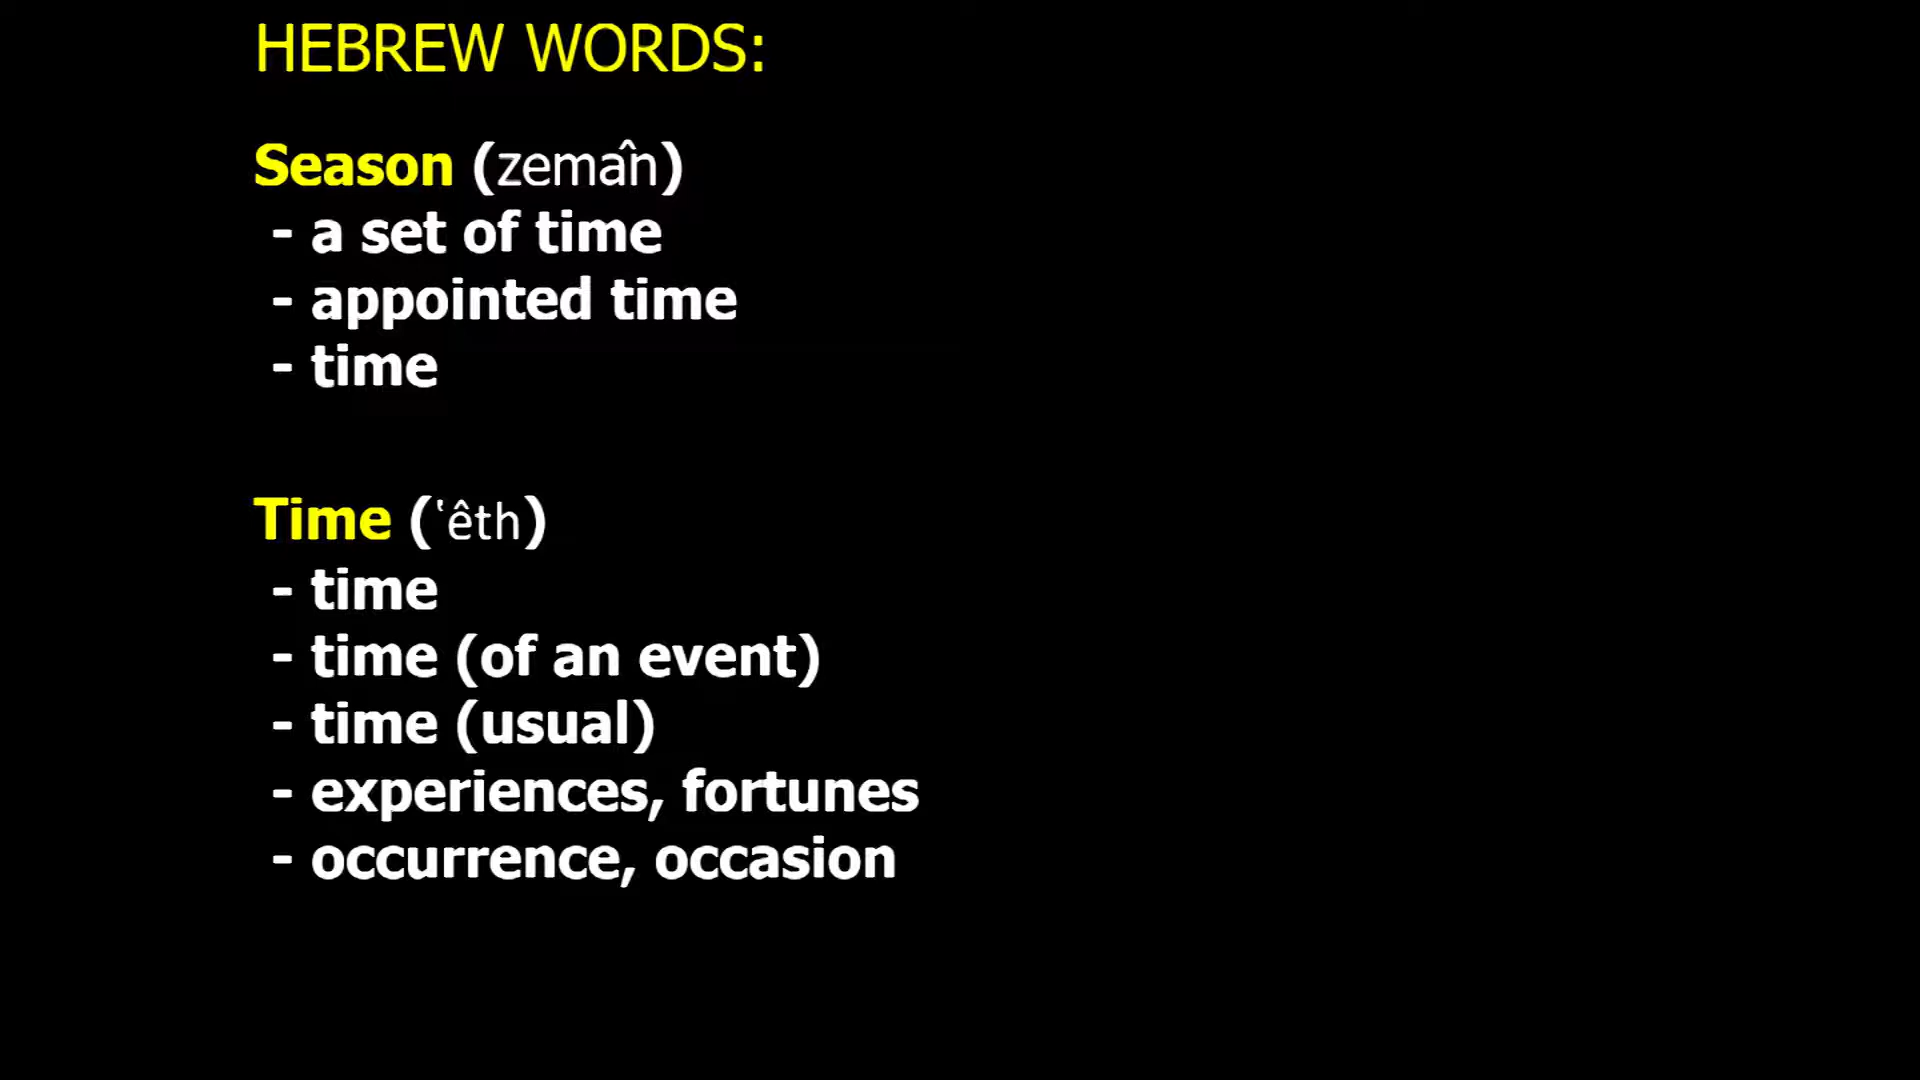 HEBREW WORDS:
Season (zemân)
- a set of time
- appointed time
- time
Time (ʽêth)
- time
- time (of an event)
- time (usual)
- experiences, fortunes
- occurrence, occasion